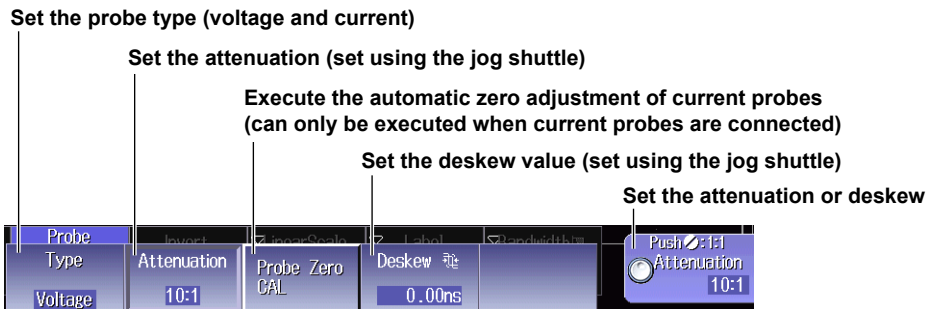 Set the probe type (voltage and current)
Set the attenuation (set using the jog shuttle)
Execute the automatic zero adjustment of current probes
(can only be executed when current probes are connected)
Set the deskew value (set using the jog shuttle)
Set the attenuation or deskew
Probe Invert LinearScale Label Bandwidth
Type Attenuation Probe Zero CAL Deskew
Voltage 10:1 0.00ns
Push:1:1
Attenuation
10:1